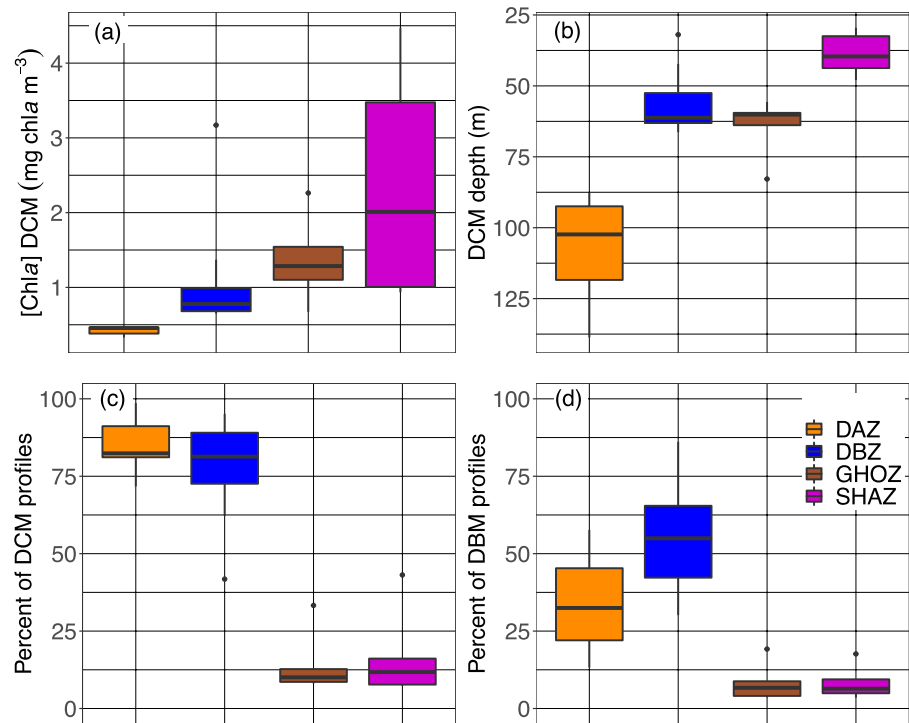 (a)
[Chla] DCM (mg chla m⁻³)
4
3
2
1
(b)
DCM depth (m)
25
50
75
100
125
(c)
Percent of DCM profiles
100
75
50
25
0
(d)
Percent of DBM profiles
100
75
50
25
0
DAZ
DBZ
GHOZ
SHAZ